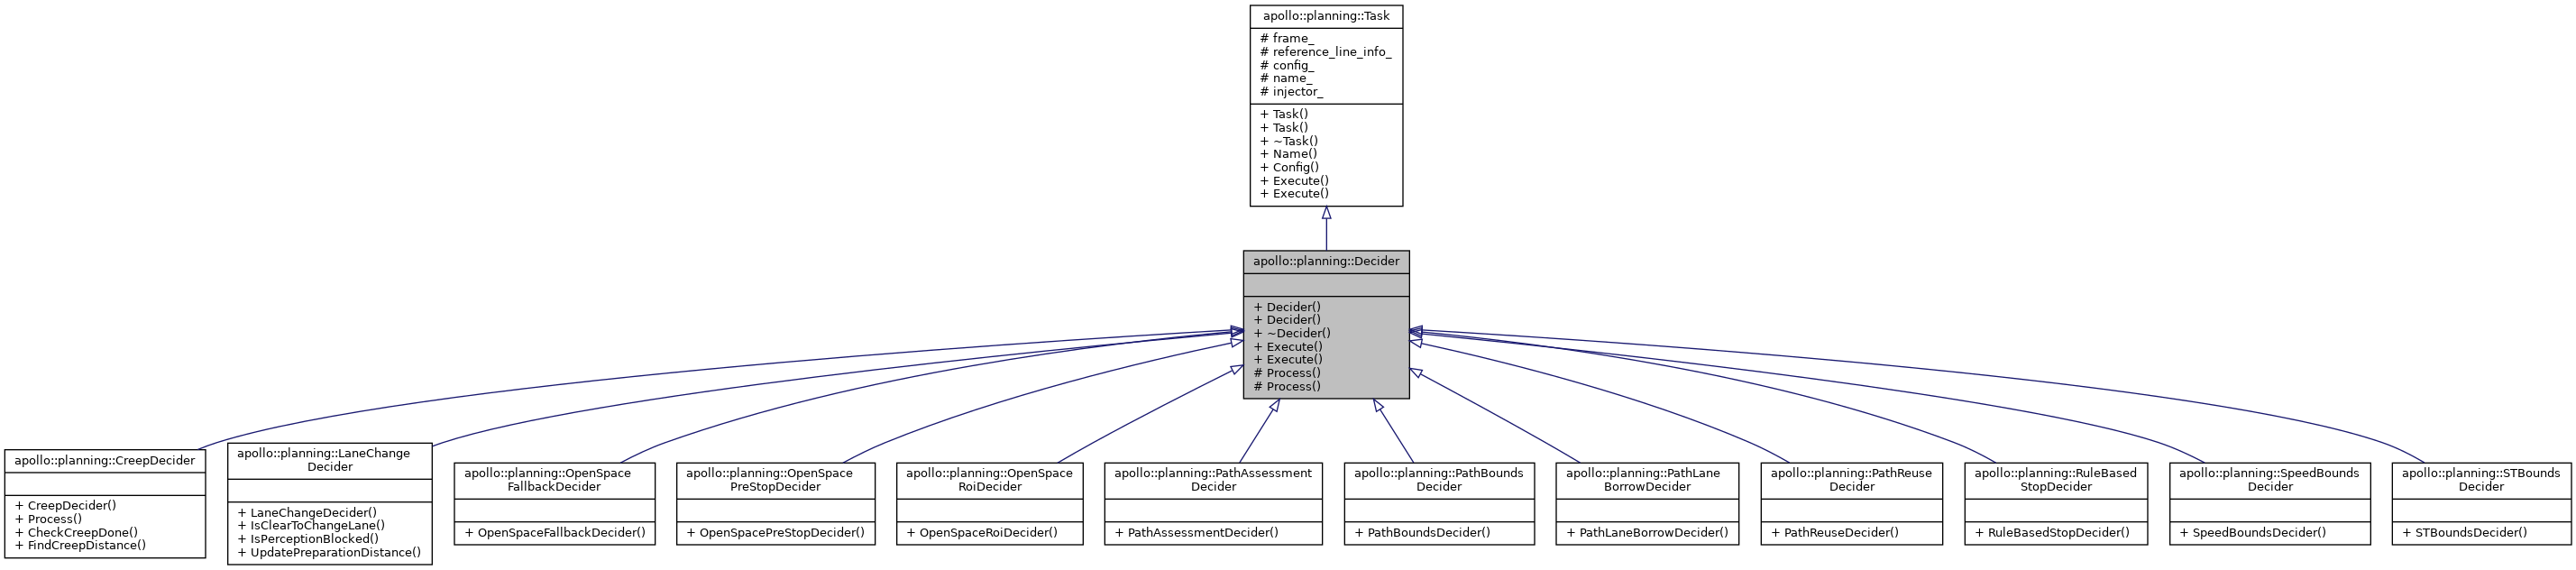 apollo::planning::Task
# frame_
# reference_line_info_
# config_
# name_
# injector_
+ Task()
+ Task()
+ ~Task()
+ Name()
+ Config()
+ Execute()
+ Execute()
apollo::planning::Decider
+ Decider()
+ Decider()
+ ~Decider()
+ Execute()
+ Execute()
# Process()
# Process()
apollo::planning::CreepDecider
+ CreepDecider()
+ Process()
+ CheckCreepDone()
+ FindCreepDistance()
apollo::planning::LaneChange
Decider
+ LaneChangeDecider()
+ IsClearToChangeLane()
+ IsPerceptionBlocked()
+ UpdatePreparationDistance()
apollo::planning::OpenSpace
FallbackDecider
+ OpenSpaceFallbackDecider()
apollo::planning::OpenSpace
PreStopDecider
+ OpenSpacePreStopDecider()
apollo::planning::OpenSpace
RoiDecider
+ OpenSpaceRoiDecider()
apollo::planning::PathAssessment
Decider
+ PathAssessmentDecider()
apollo::planning::PathBounds
Decider
+ PathBoundsDecider()
apollo::planning::PathLane
BorrowDecider
+ PathLaneBorrowDecider()
apollo::planning::PathReuse
Decider
+ PathReuseDecider()
apollo::planning::RuleBased
StopDecider
+ RuleBasedStopDecider()
apollo::planning::SpeedBounds
Decider
+ SpeedBoundsDecider()
apollo::planning::STBounds
Decider
+ STBoundsDecider()